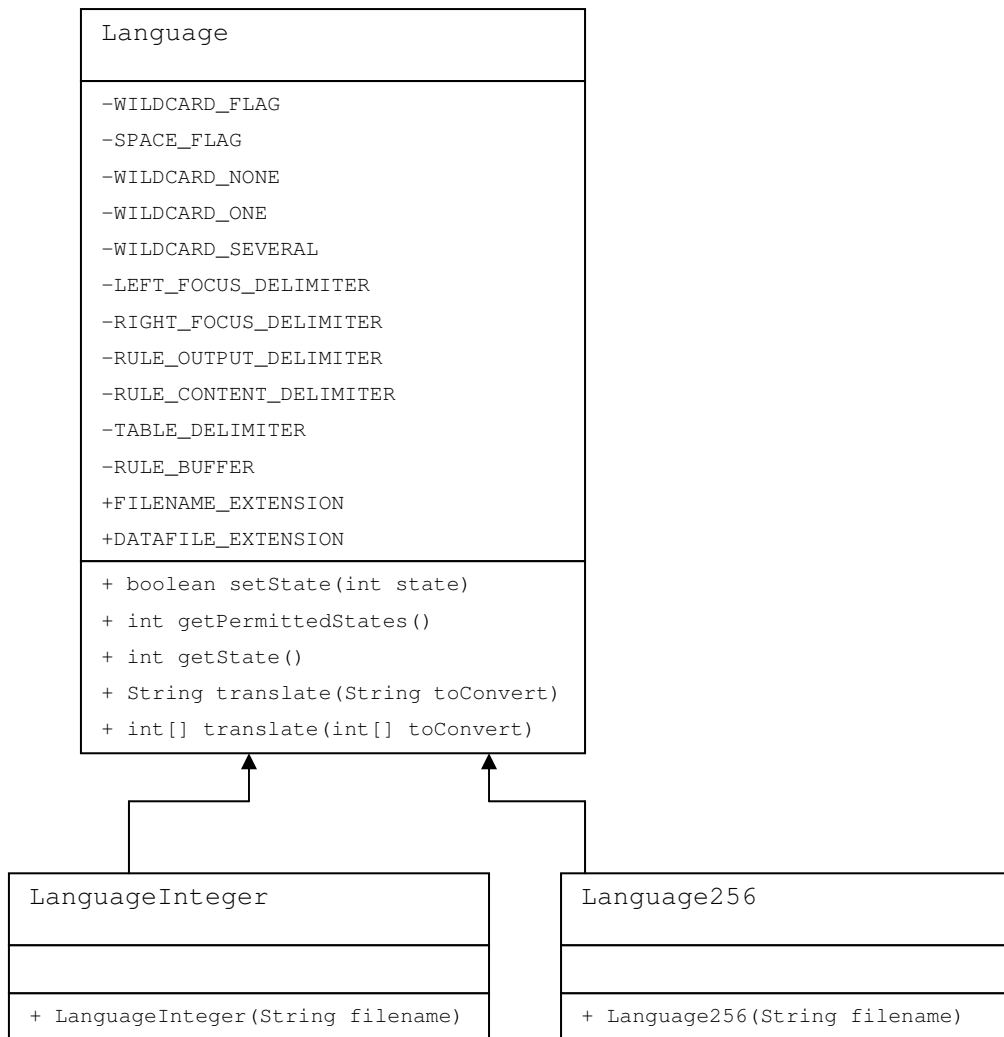 Language
-WILDCARD_FLAG
-SPACE_FLAG
-WILDCARD_NONE
-WILDCARD_ONE
-WILDCARD_SEVERAL
-LEFT_FOCUS_DELIMITER
-RIGHT_FOCUS_DELIMITER
-RULE_OUTPUT_DELIMITER
-RULE_CONTENT_DELIMITER
-TABLE_DELIMITER
-RULE_BUFFER
+FILENAME_EXTENSION
+DATAFILE_EXTENSION
+ boolean setState(int state)
+ int getPermittedStates()
+ int getState()
+ String translate(String toConvert)
+ int[] translate(int[] toConvert)
LanguageInteger
+ LanguageInteger(String filename)
Language256
+ Language256(String filename)